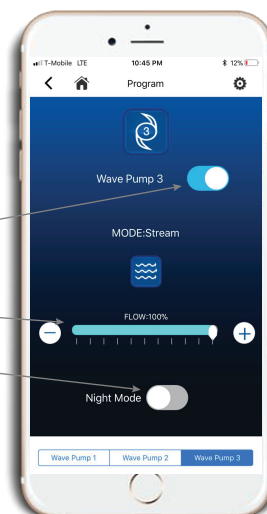 T-Mobile LTE 10:45 PM 12%
Program
3
Wave Pump 3
MODE:Stream
FLOW:100%
Night Mode
Wave Pump 1 Wave Pump 2 Wave Pump 3